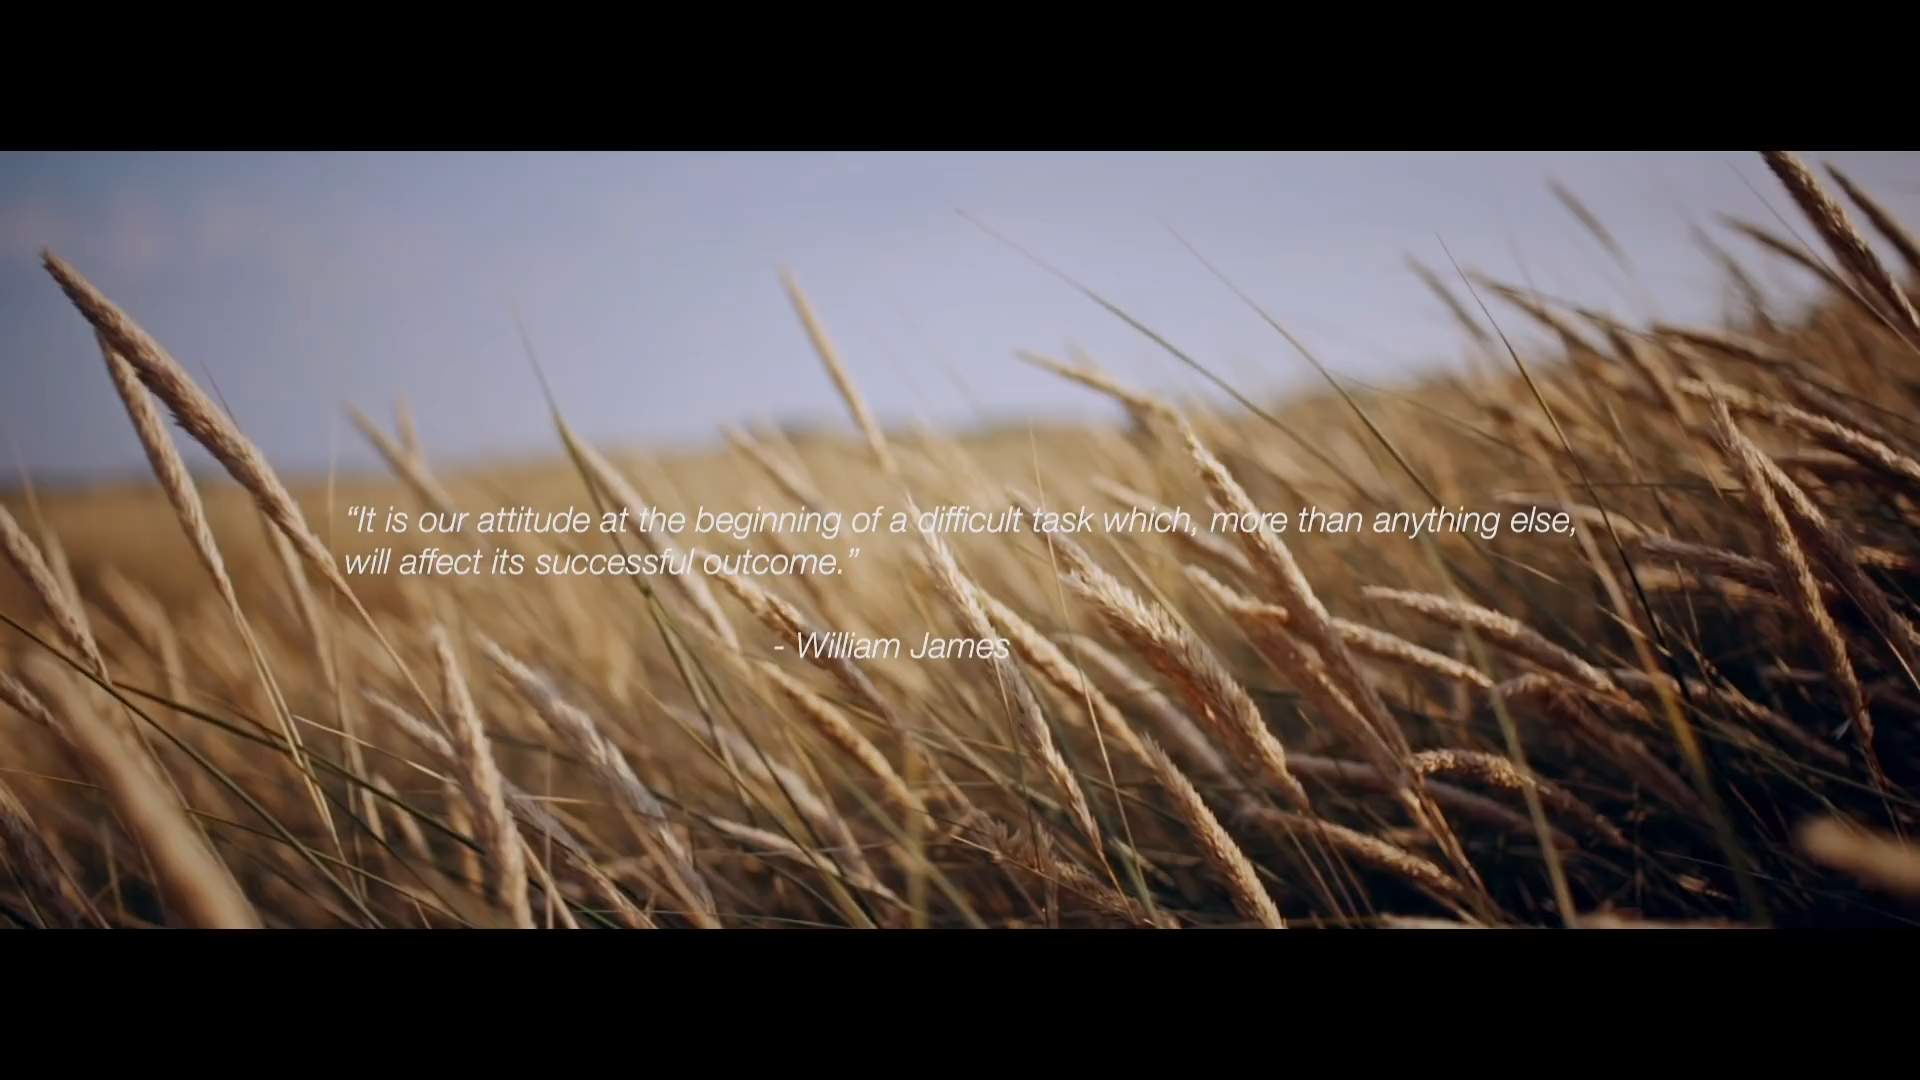 “It is our attitude at the beginning of a difficult task which, more than anything else,
will affect its successful outcome.”
- William James